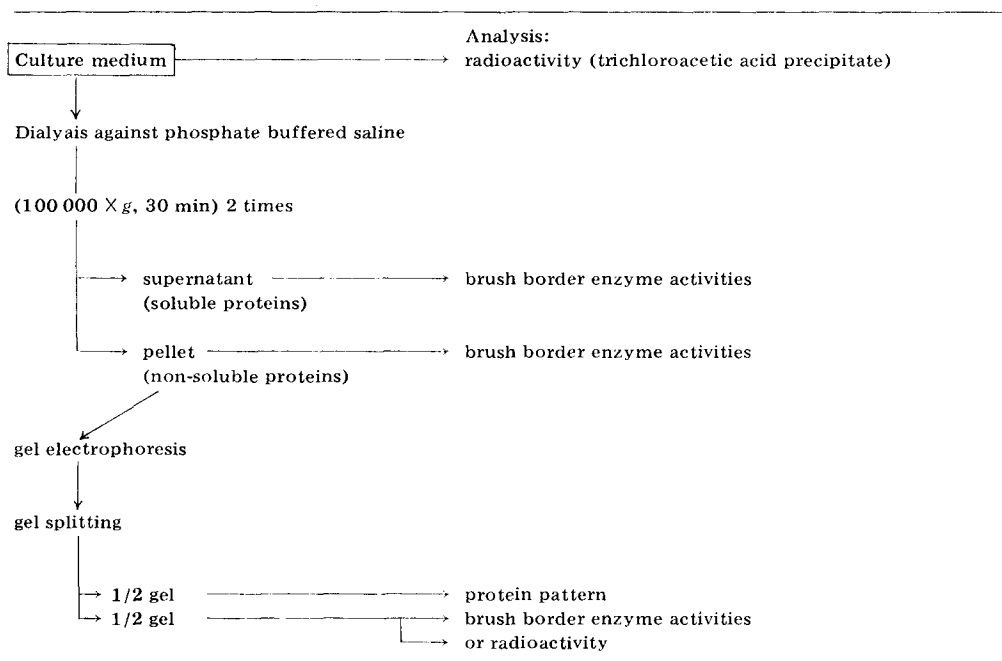 Analysis:
Culture medium
radioactivity (trichloroacetic acid precipitate)
Dialyais against phosphate buffered saline
(100 000 × g, 30 min) 2 times
supernatant
brush border enzyme activities
(soluble proteins)
pellet
brush border enzyme activities
(non-soluble proteins)
gel electrophoresis
gel splitting
1/2 gel
protein pattern
1/2 gel
brush border enzyme activities
or radioactivity